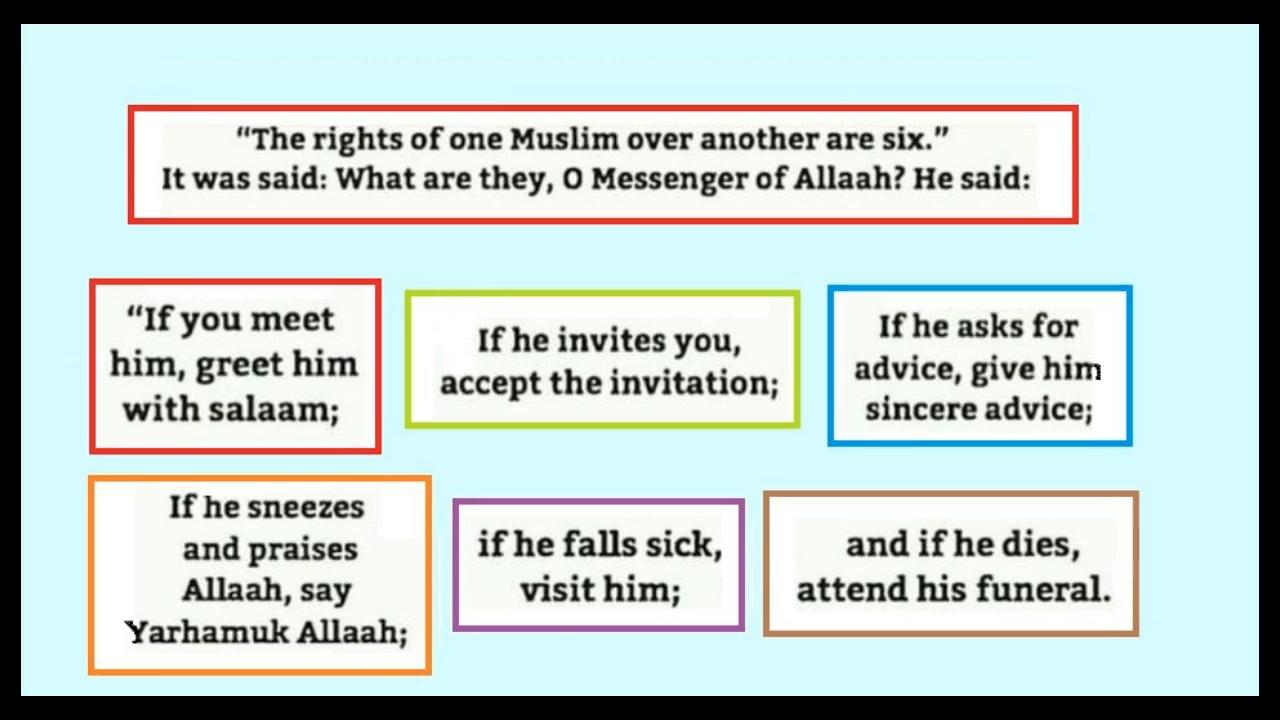 “The rights of one Muslim over another are six.”
It was said: What are they, O Messenger of Allaah? He said:
“If you meet
him, greet him
with salaam;
If he invites you,
accept the invitation;
If he asks for
advice, give him
sincere advice;
If he sneezes
and praises
Allaah, say
Yarhamuk Allaah;
if he falls sick,
visit him;
and if he dies,
attend his funeral.